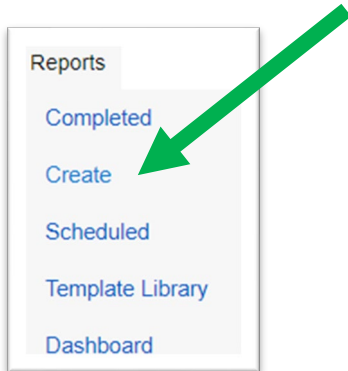 Reports
Completed
Create
Scheduled
Template Library
Dashboard